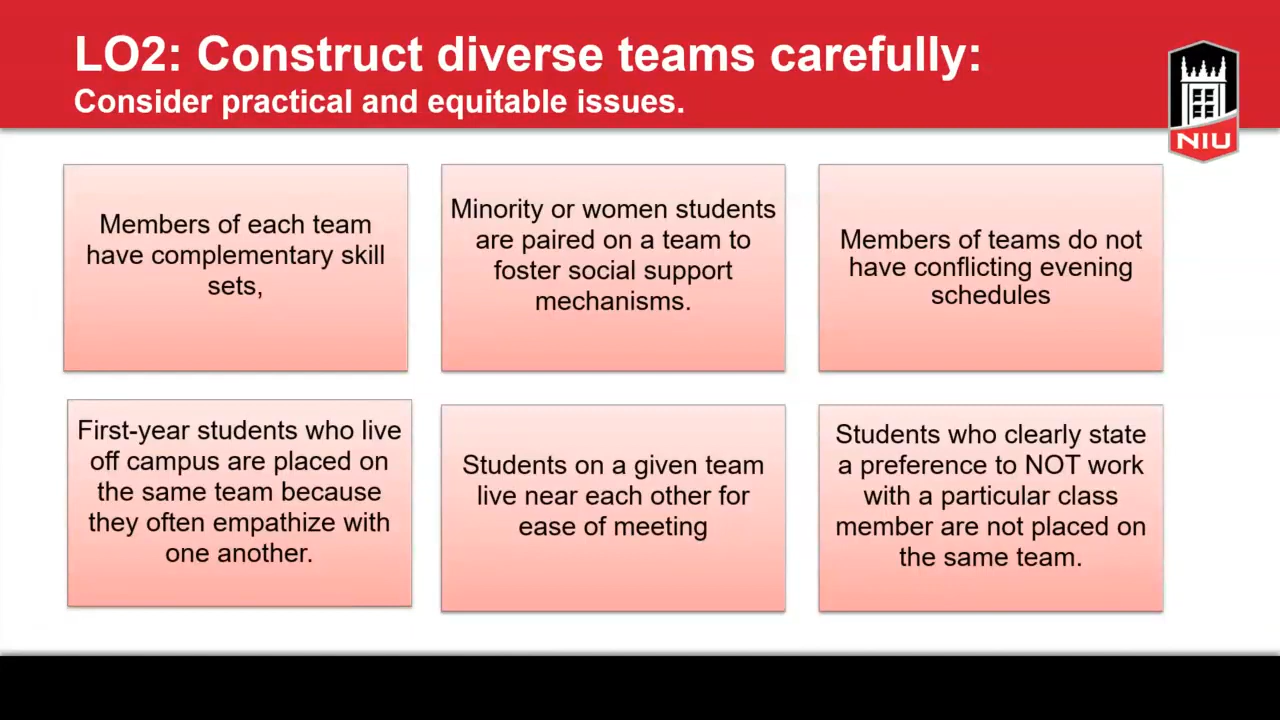 LO2: Construct diverse teams carefully:
Consider practical and equitable issues.
NIU
Members of each team
have complementary skill
sets,
Minority or women students
are paired on a team to
foster social support
mechanisms.
Members of teams do not
have conflicting evening
schedules
First-year students who live
off campus are placed on
the same team because
they often empathize with
one another.
Students on a given team
live near each other for
ease of meeting
Students who clearly state
a preference to NOT work
with a particular class
member are not placed on
the same team.